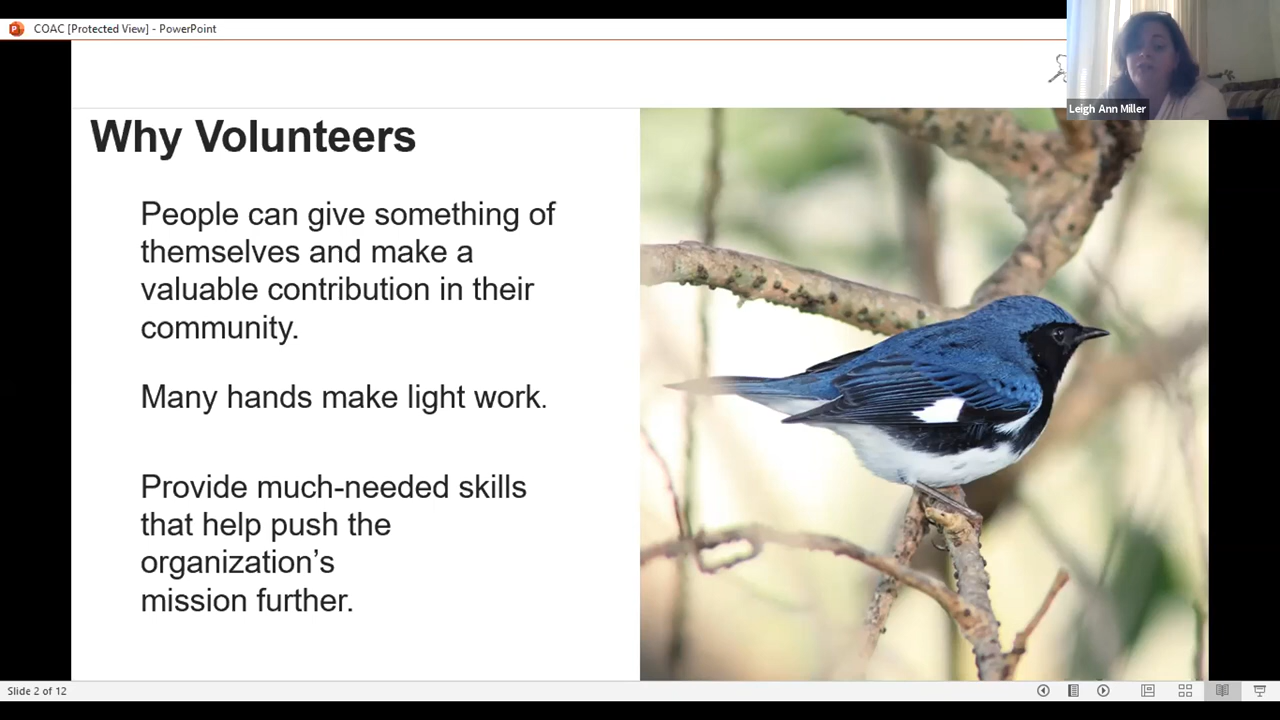 COAC [Protected View] - PowerPoint
Leigh Ann Miller
Why Volunteers
People can give something of
themselves and make a
valuable contribution in their
community.
Many hands make light work.
Provide much-needed skills
that help push the
organization’s
mission further.
Slide 2 of 12